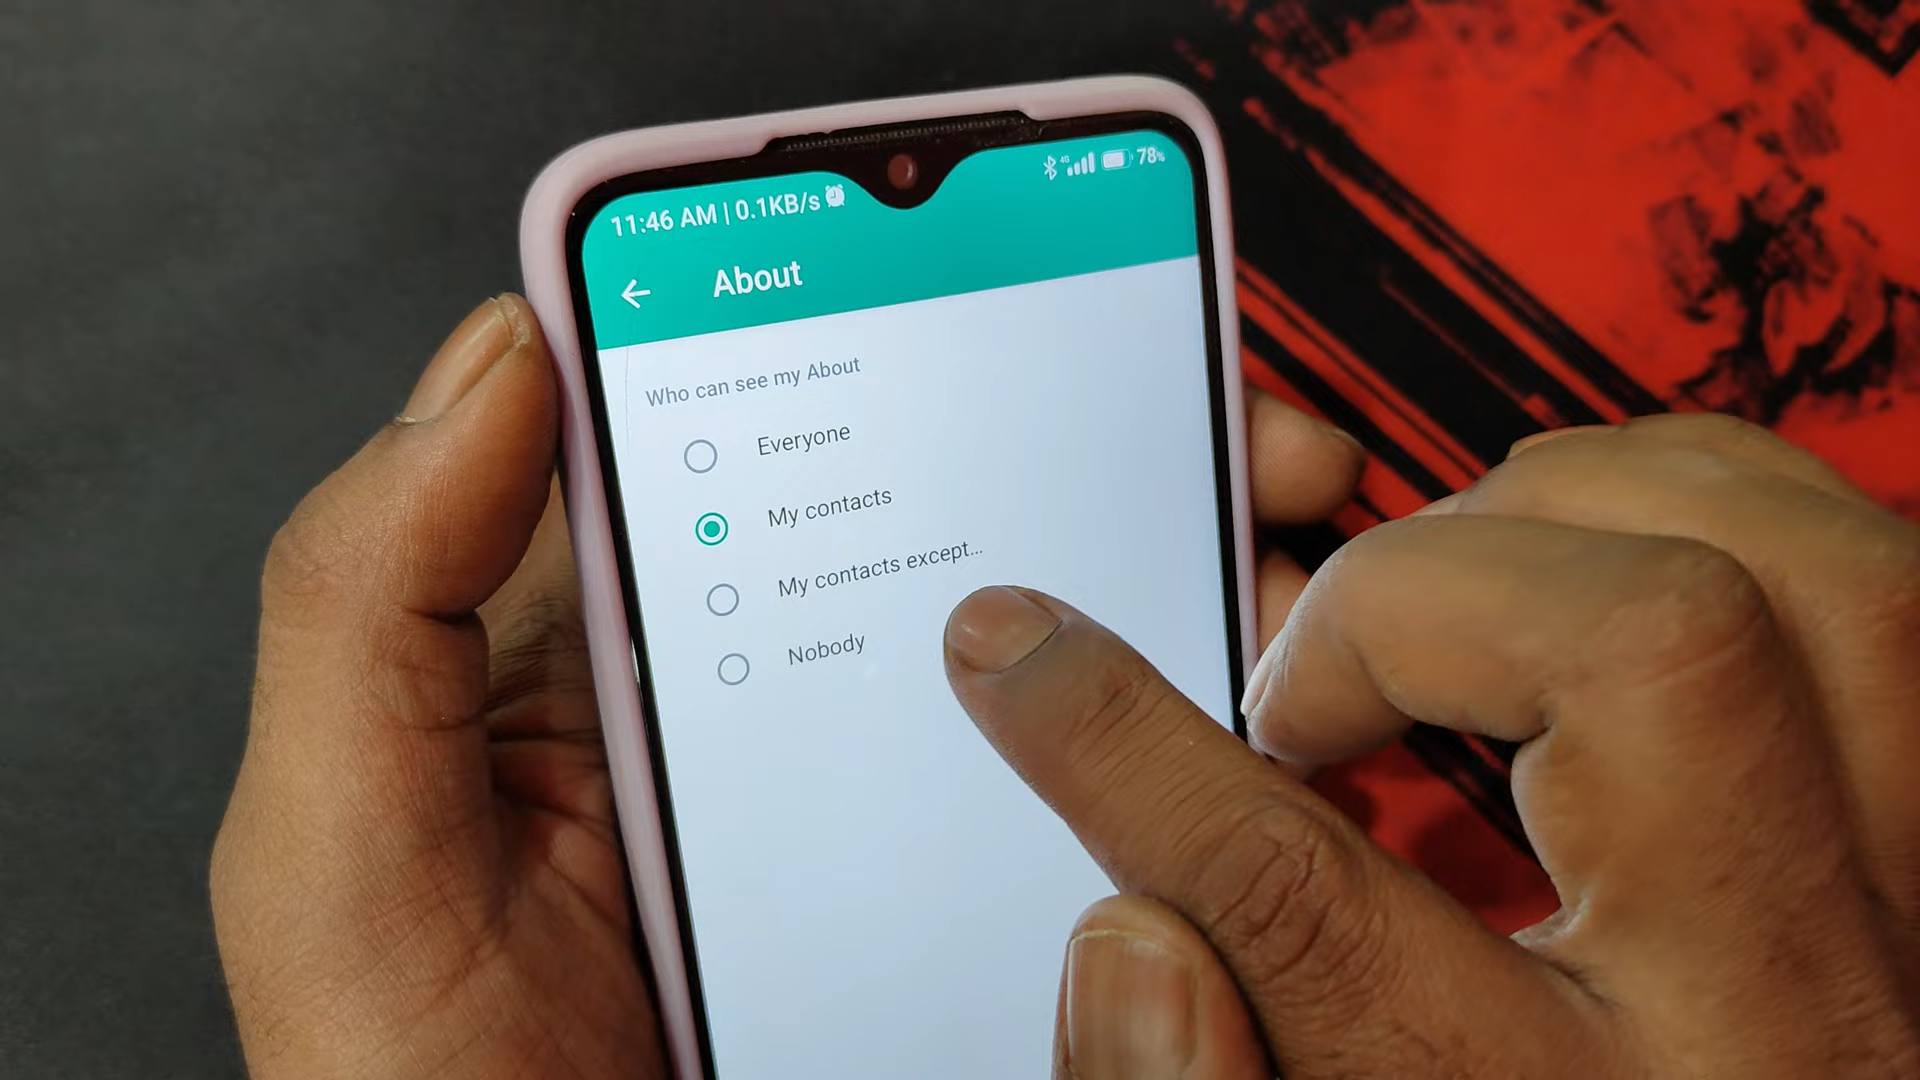 11:46 AM | 0.1KB/s
4G 78%
About
Who can see my About
Everyone
My contacts
My contacts except...
Nobody